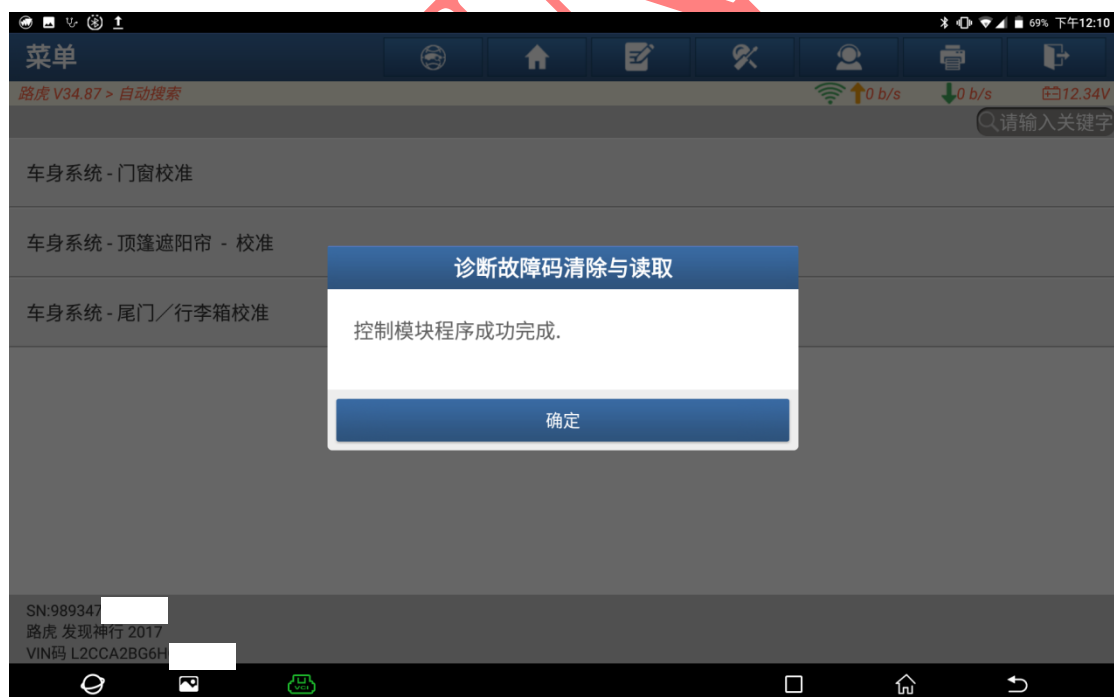 69% 下午12:10
菜单
路虎 V34.87 > 自动搜索
0 b/s 0 b/s 12.34V
请输入关键字
车身系统 - 门窗校准
车身系统 - 顶篷遮阳帘 - 校准
车身系统 - 尾门／行李箱校准
诊断故障码清除与读取
控制模块程序成功完成.
确定
SN:989347
路虎 发现神行 2017
VIN码 L2CCA2BG6H
VCI